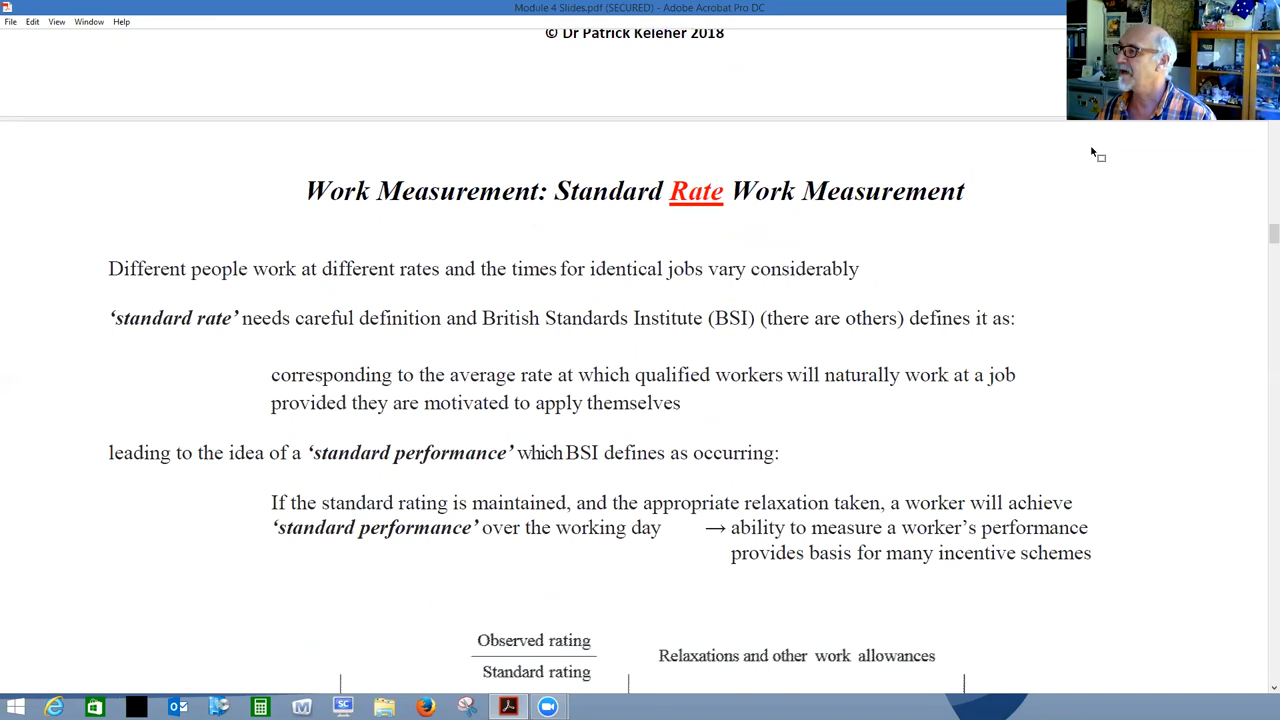 Module 4 Slides.pdf (SECURED) - Adobe Acrobat Pro DC
File Edit View Window Help
© Dr Patrick Keleher 2018
Work Measurement: Standard Rate Work Measurement
Different people work at different rates and the times for identical jobs vary considerably
‘standard rate’ needs careful definition and British Standards Institute (BSI) (there are others) defines it as:
corresponding to the average rate at which qualified workers will naturally work at a job
provided they are motivated to apply themselves
leading to the idea of a ‘standard performance’ which BSI defines as occurring:
If the standard rating is maintained, and the appropriate relaxation taken, a worker will achieve
‘standard performance’ over the working day → ability to measure a worker’s performance
provides basis for many incentive schemes
Observed rating
Standard rating
Relaxations and other work allowances